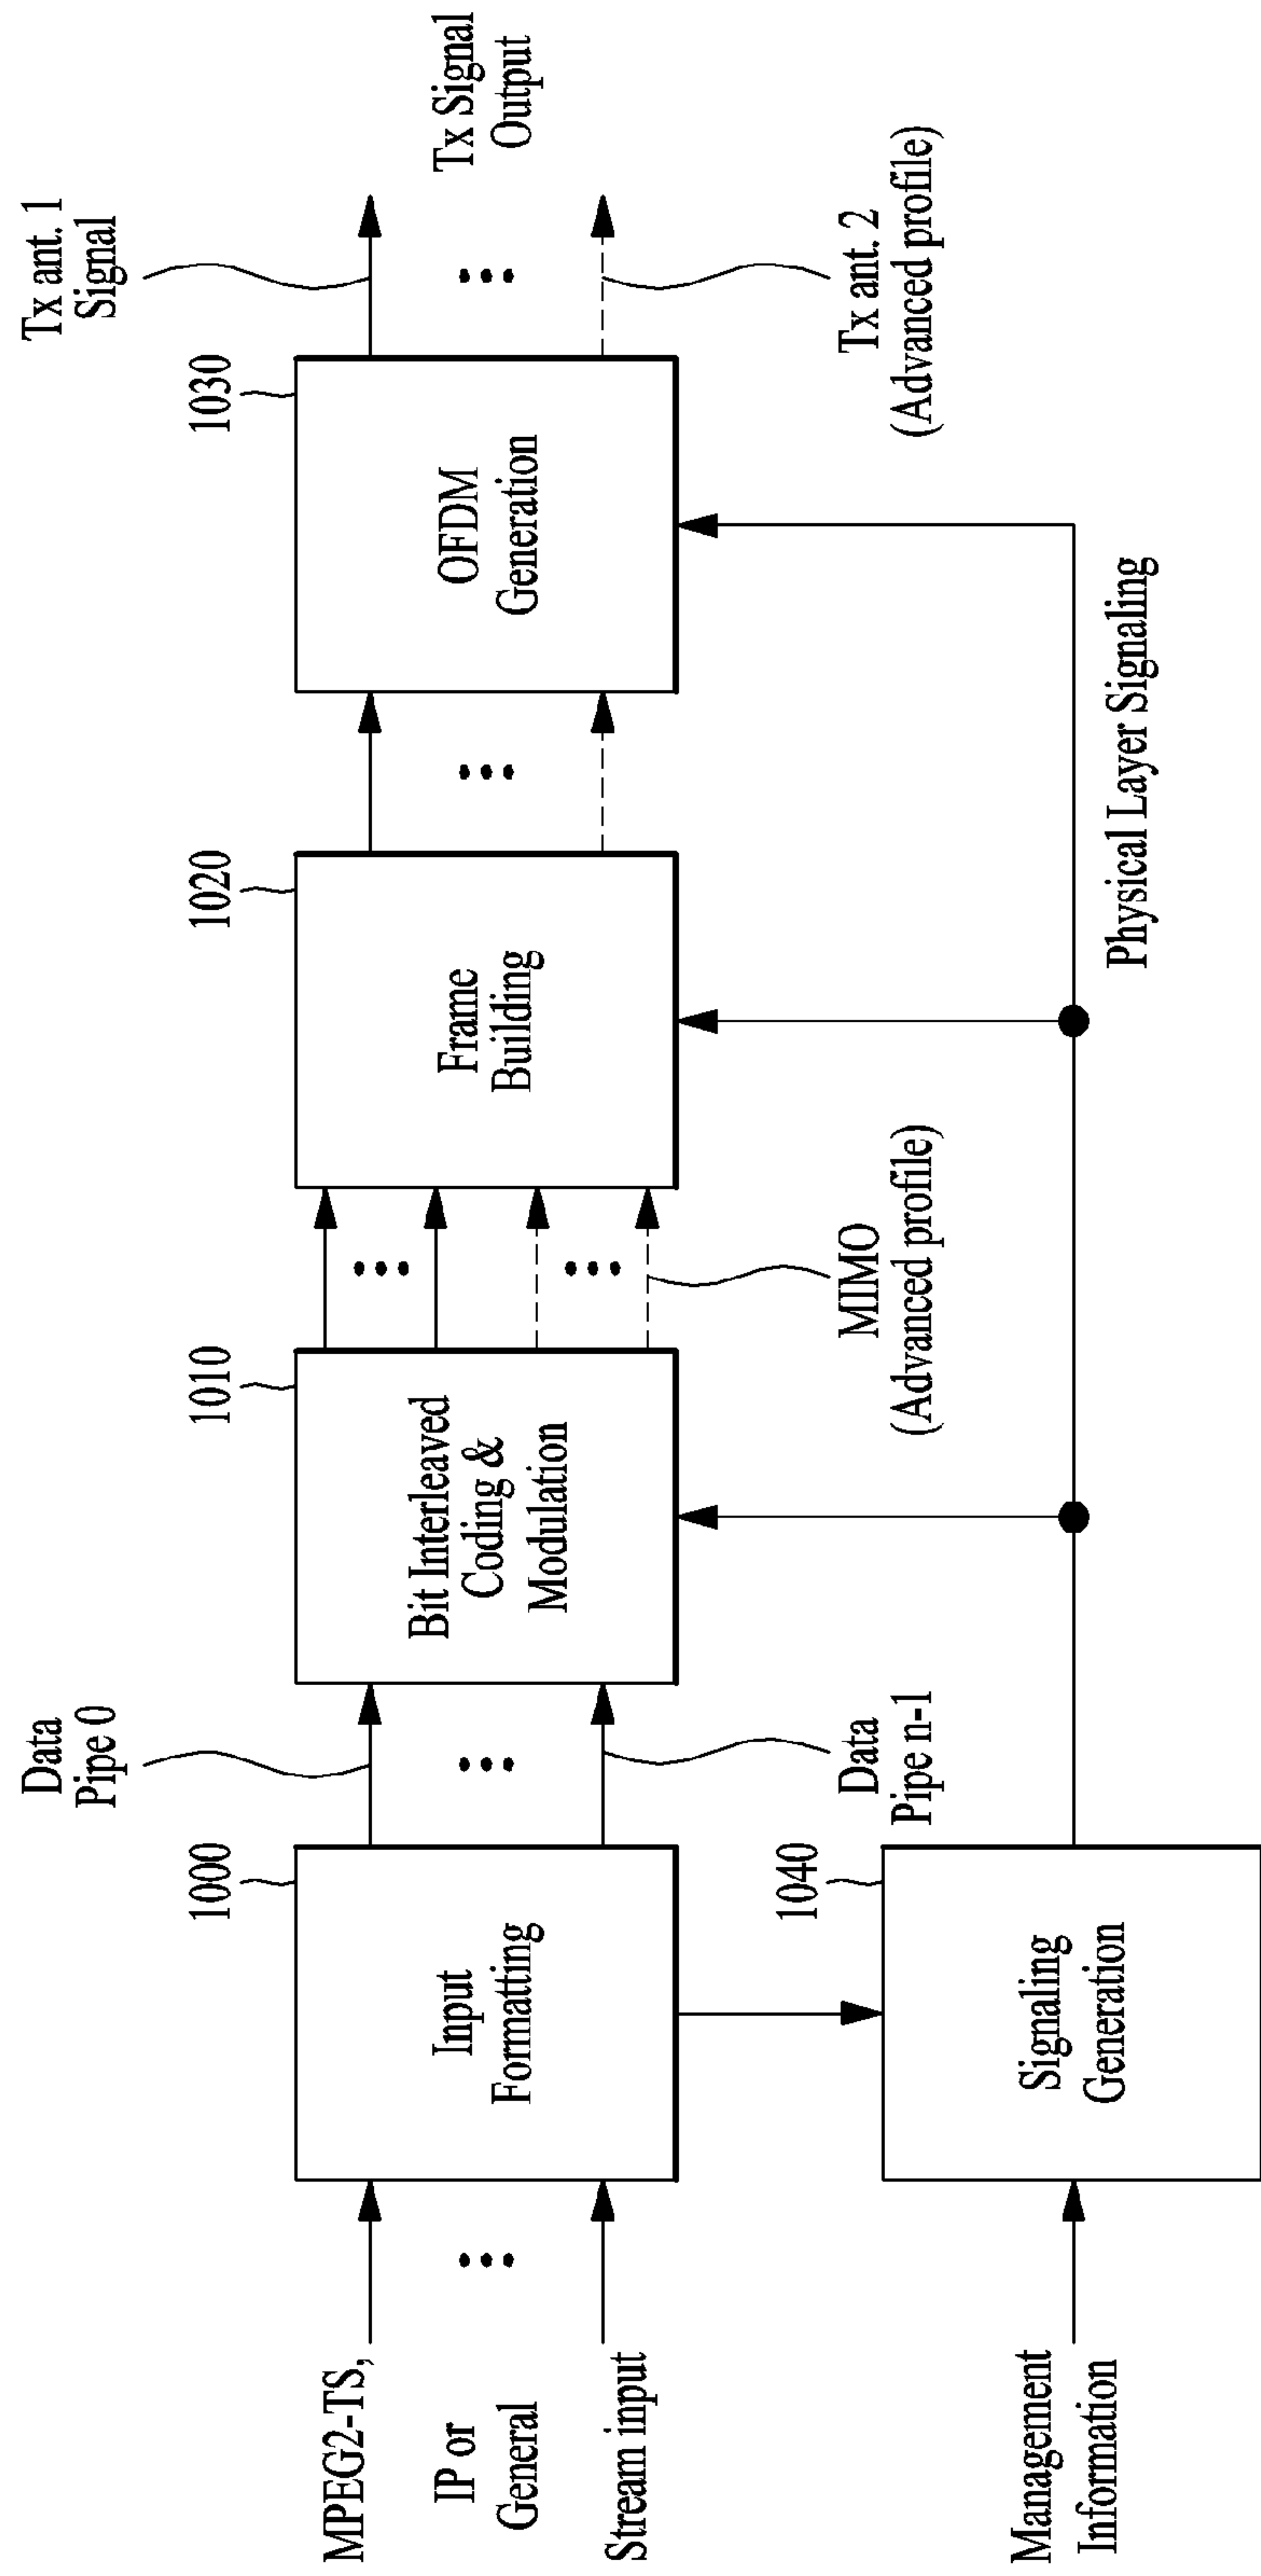 MPEG2-TS,
IP or
General
Stream input
Management
Information
1000
Input
Formatting
1040
Signaling
Generation
Data
Pipe 0
Data
Pipe n-1
1010
Bit Interleaved
Coding &
Modulation
MIMO
(Advanced profile)
1020
Frame
Building
Physical Layer Signaling
1030
OFDM
Generation
Tx ant. 1
Signal
Tx ant. 2
(Advanced profile)
Tx Signal
Output